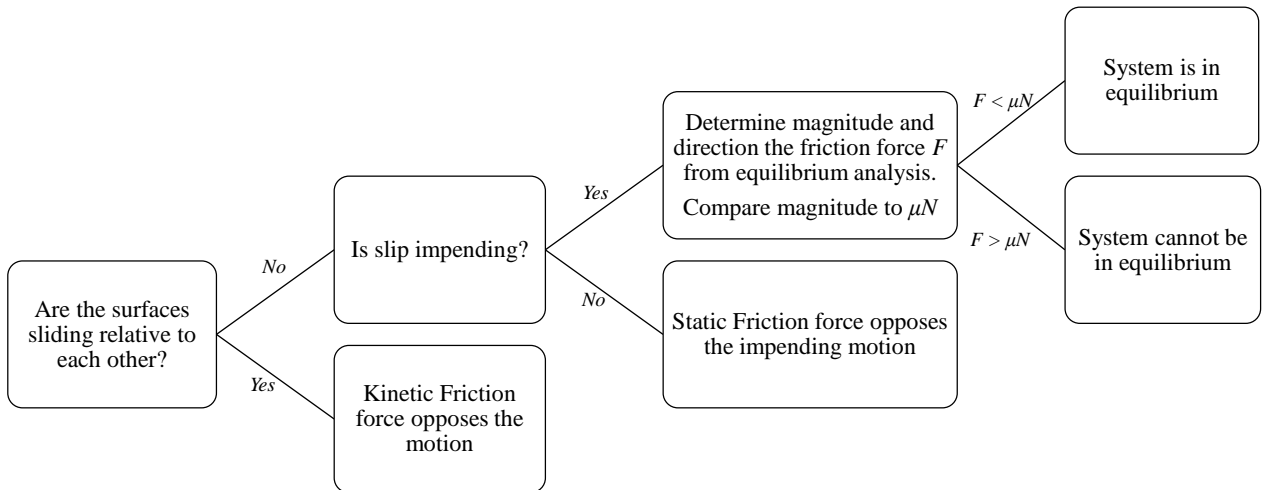 Are the surfaces
sliding relative to
each other?
No
Yes
Is slip impending?
Kinetic Friction
force opposes the
motion
Yes
No
Determine magnitude and
direction the friction force F
from equilibrium analysis.
Compare magnitude to μN
Static Friction force opposes
the impending motion
F < μN
F > μN
System is in
equilibrium
System cannot be
in equilibrium